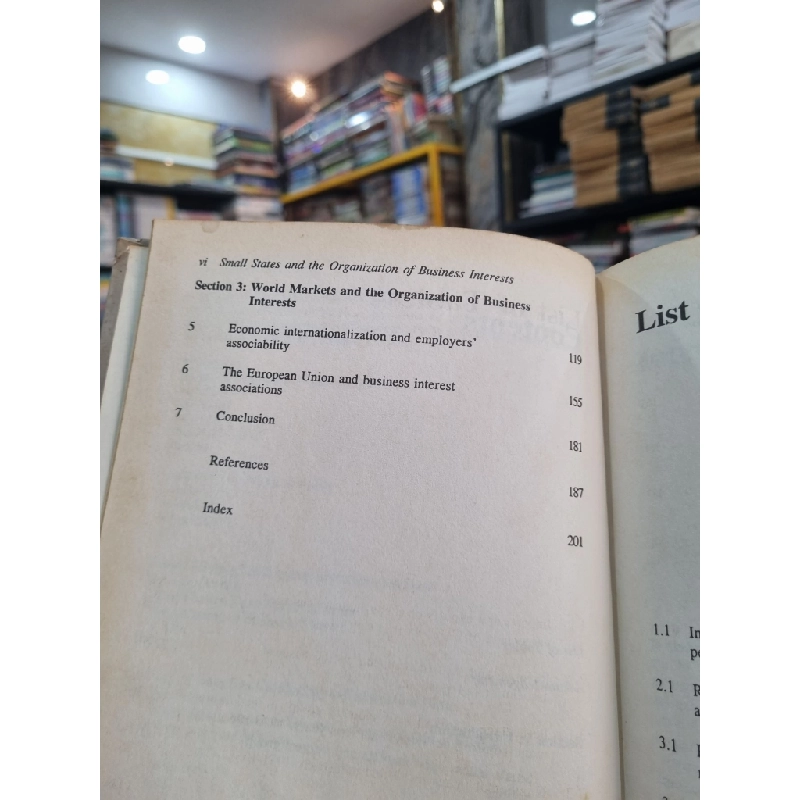 vi Small States and the Organization of Business Interests
Section 3: World Markets and the Organization of Business
Interests
5 Economic internationalization and employers'
associability 119
6 The European Union and business interest
associations 155
7 Conclusion 181
References 187
Index 201
List
1.1
2.1
3.1